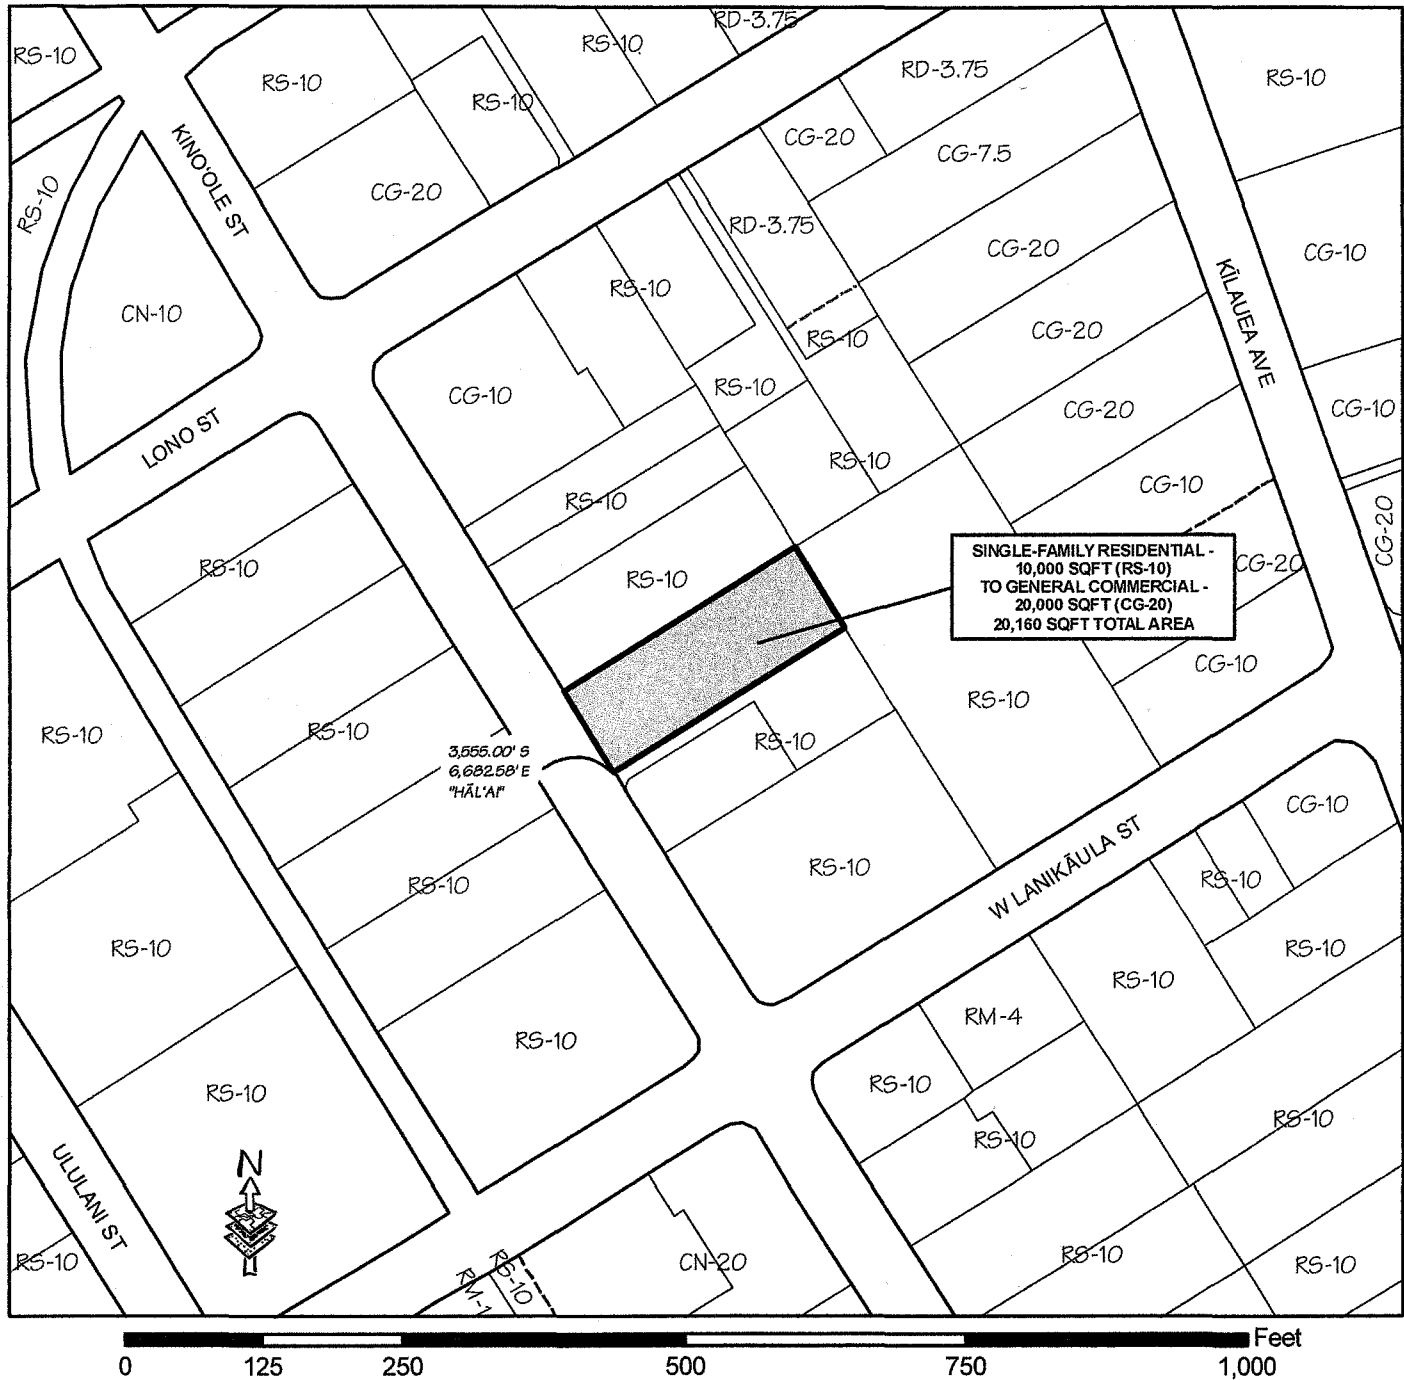 RD-3.75
RS-10
RS-10
RS-10
RD-3.75
RS-10
RS-10
CG-20
CG-7.5
KINO'OLE ST
CG-20
RS-10
RD-3.75
CG-20
CG-10
KĪLAUEA AVE
RS-10
CN-10
CG-20
RS-10
RS-10
CG-10
CG-20
CG-10
LONO ST
RS-10
CG-10
RS-10
CG-20
SINGLE-FAMILY RESIDENTIAL -
10,000 SQFT (RS-10)
TO GENERAL COMMERCIAL -
20,000 SQFT (CG-20)
20,160 SQFT TOTAL AREA
CG-20
RS-10
RS-10
CG-10
RS-10
RS-10
RS-10
RS-10
3,555.00' S
6,682.58' E
"HĀL'AI"
CG-10
W LANIKĀULA ST
RS-10
RS-10
RS-10
RS-10
RS-10
RS-10
RM-4
RS-10
RS-10
RS-10
RS-10
RS-10
ULULANI ST
N
RS-10
RS-10
RM-1
CN-20
RS-10
RS-10
Feet
0 125 250 500 750 1,000